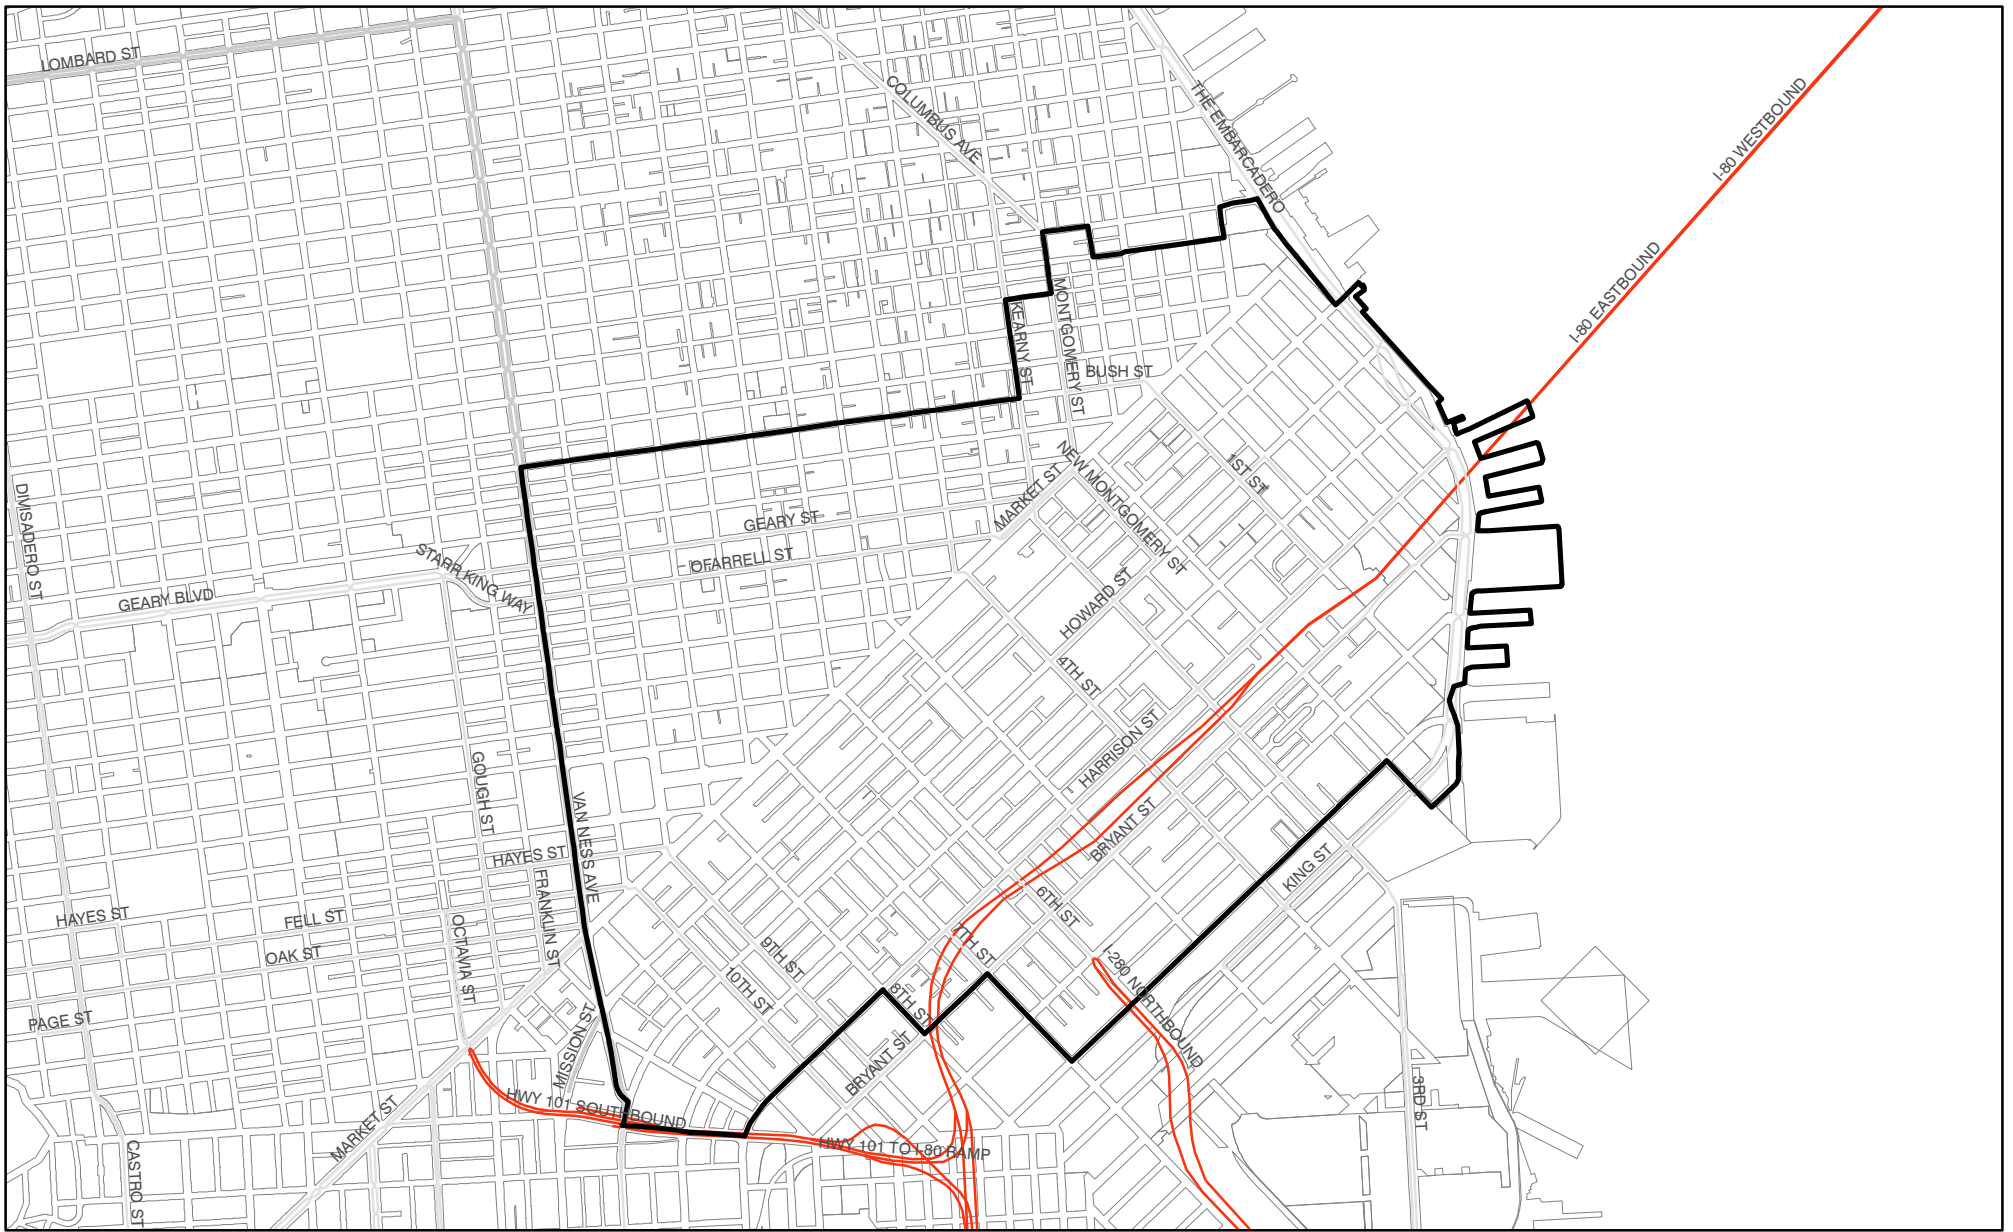 LOMBARD ST
COLUMBUS AVE
THE EMBARCADERO
I-80 WESTBOUND
I-80 EASTBOUND
KEARNY ST
MONTGOMERY ST
BUSH ST
DIVISADERO ST
MARKET ST
NEW MONTGOMERY ST
1ST ST
GEARY ST
OFARRELL ST
STARR KING WAY
GEARY BLVD
HOWARD ST
4TH ST
HARRISON ST
GOUGH ST
VAN NESS AVE
BRYANT ST
HAYES ST
KING ST
FRANKLIN ST
HAYES ST
FELL ST
OAK ST
OCTAVIA ST
6TH ST
7TH ST
9TH ST
10TH ST
8TH ST
I-280 NORTHBOUND
PAGE ST
MISSION ST
BRYANT ST
HWY 101 SOUTHBOUND
MARKET ST
HWY 101 TO I-80 RAMP
3RD ST
CASTRO ST